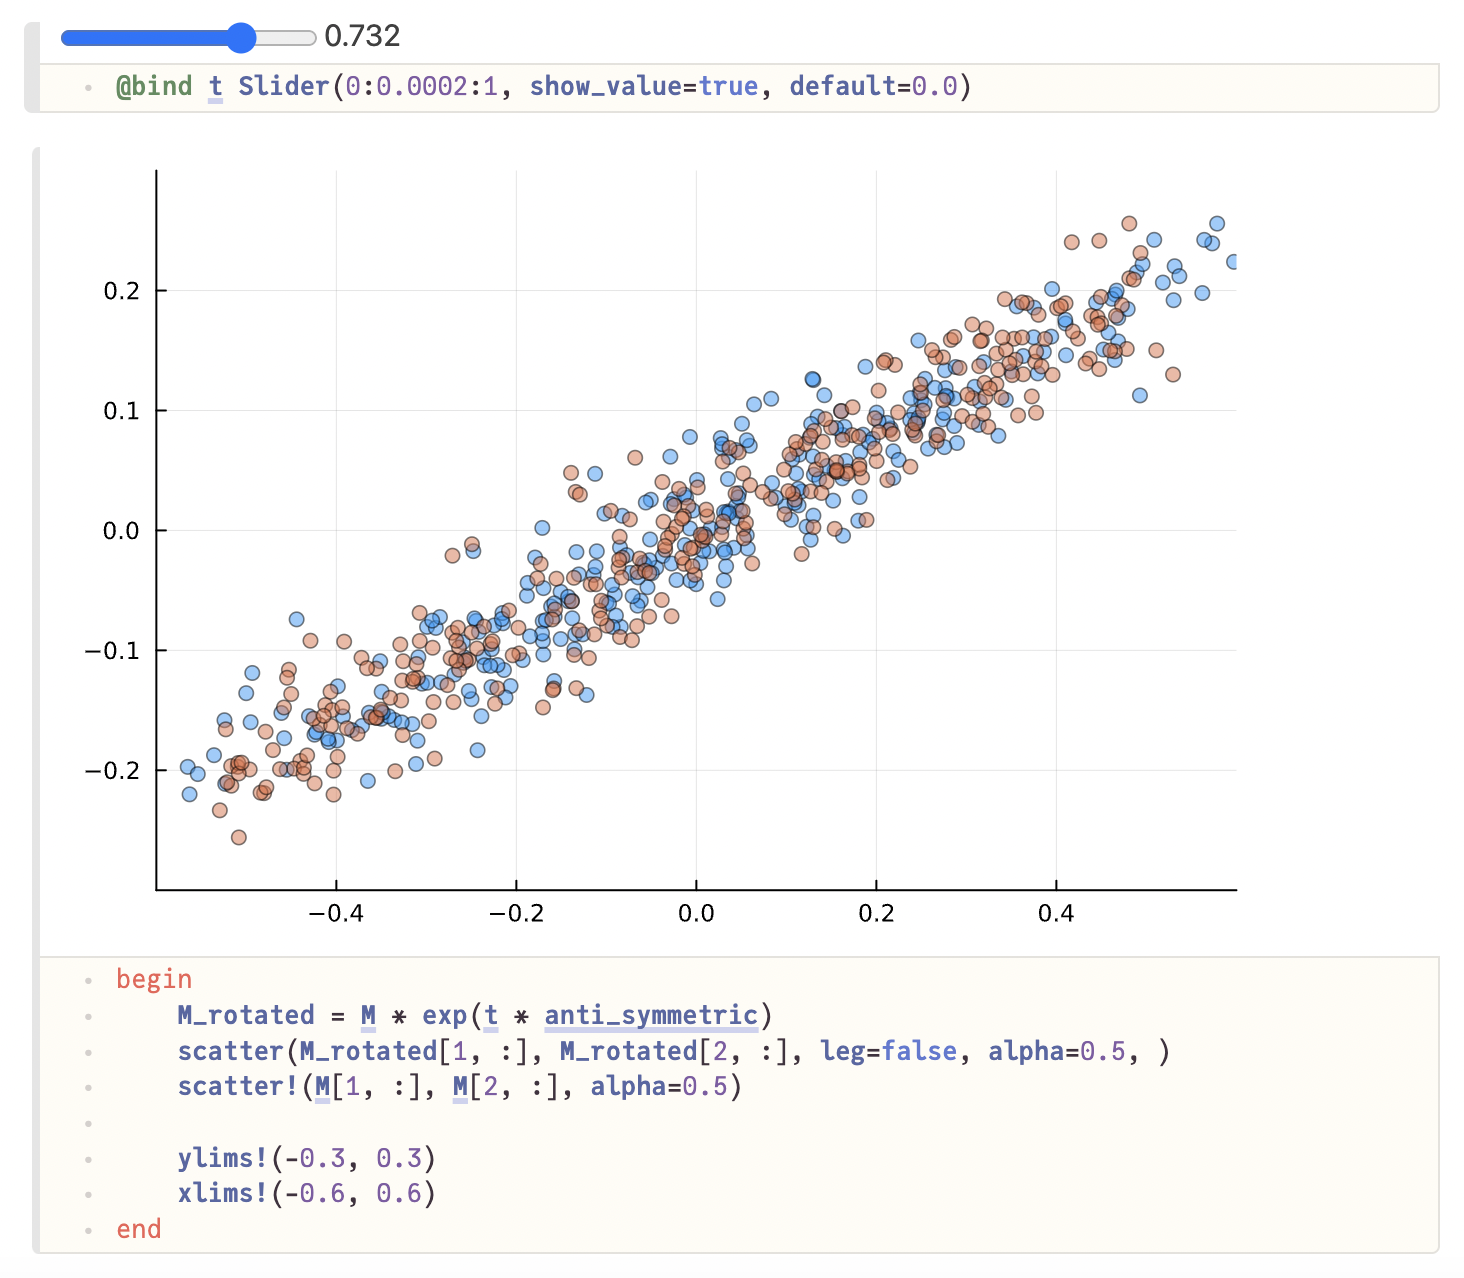 0.732
@bind t Slider(0:0.0002:1, show_value=true, default=0.0)
0.2
0.1
0.0
−0.1
−0.2
−0.4 −0.2 0.0 0.2 0.4
begin
M_rotated = M * exp(t * anti_symmetric)
scatter(M_rotated[1, :], M_rotated[2, :], leg=false, alpha=0.5, )
scatter!(M[1, :], M[2, :], alpha=0.5)
ylims!(-0.3, 0.3)
xlims!(-0.6, 0.6)
end